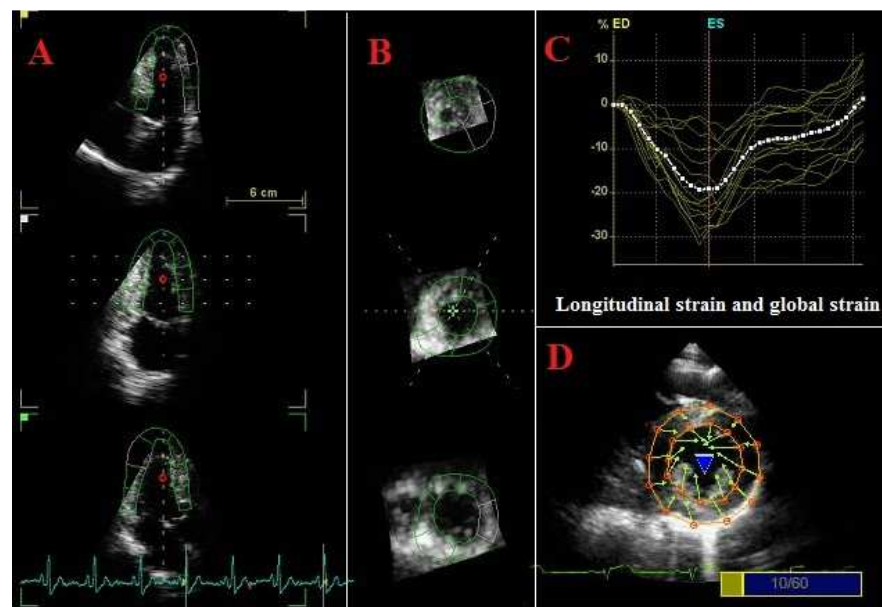 A
6 cm
B
% ED ES
C
10
0
-10
-20
-30
Longitudinal strain and global strain
D
10/60